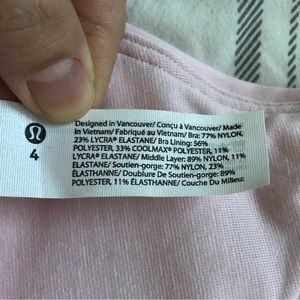 4
Designed in Vancouver/ Conçu à Vancouver/ Made
in Vietnam/ Fabriqué au Vietnam/ Bra: 77% NYLON,
23% LYCRA® ELASTANE/ Bra Lining: 56%
POLYESTER, 33% COOLMAX® POLYESTER, 11%
LYCRA® ELASTANE/ Middle Layer: 89% NYLON, 11%
ELASTANE/ Soutien-gorge: 77% NYLON, 23%
ÉLASTHANNE/ Doublure De Soutien-gorge: 89%
POLYESTER, 11% ÉLASTHANNE/ Couche Du Milieu: